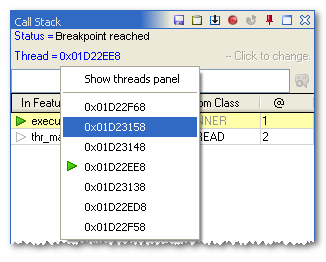 Call Stack
Status = Breakpoint reached
Thread = 0x01D22EE8 -- Click to change.
Show threads panel
In Featu om Class @
0x01D22F68
execu NNER 1
0x01D23158
thr_ma READ 2
0x01D23148
0x01D22EE8
0x01D23138
0x01D22ED8
0x01D22F58